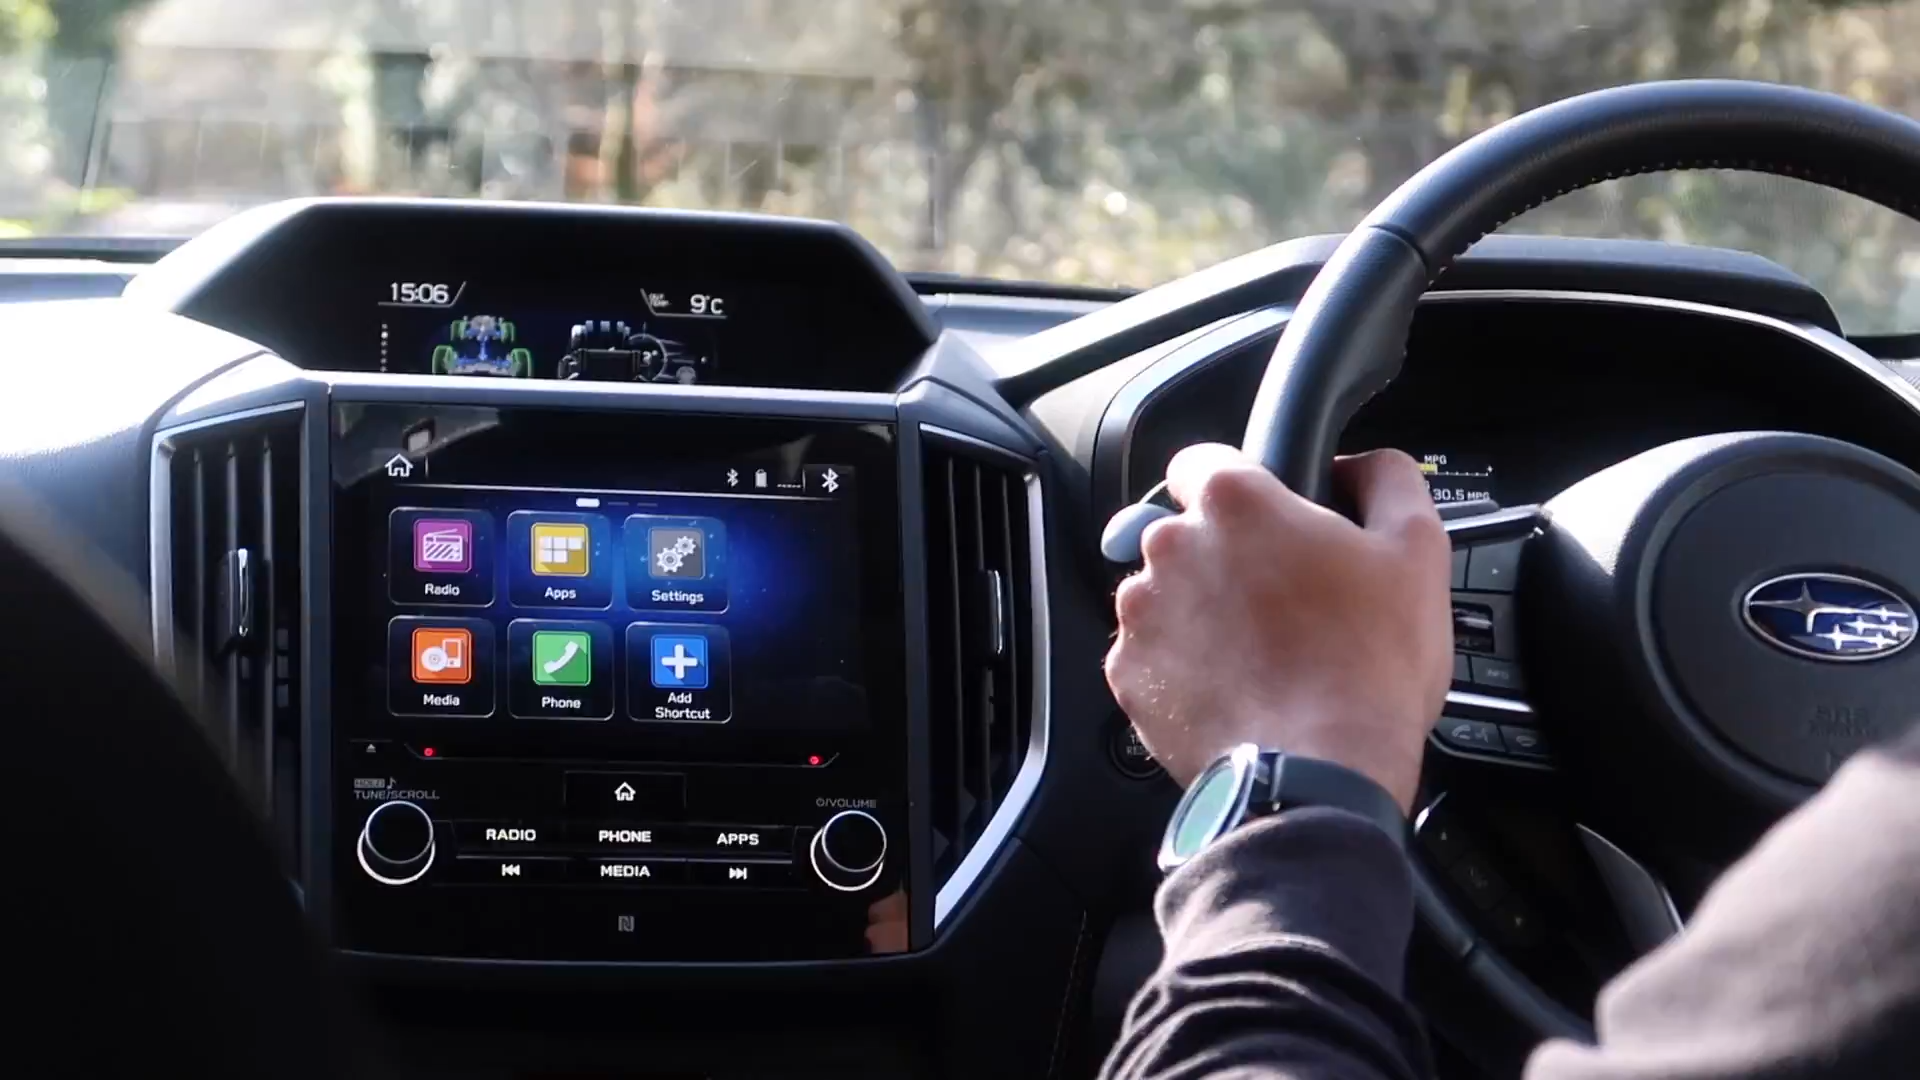 15:06
9°C
MPG
30.5 MPG
Radio
Apps
Settings
Media
Phone
Add
Shortcut
TUNE/SCROLL
/VOLUME
RADIO
PHONE
APPS
MEDIA
INFO